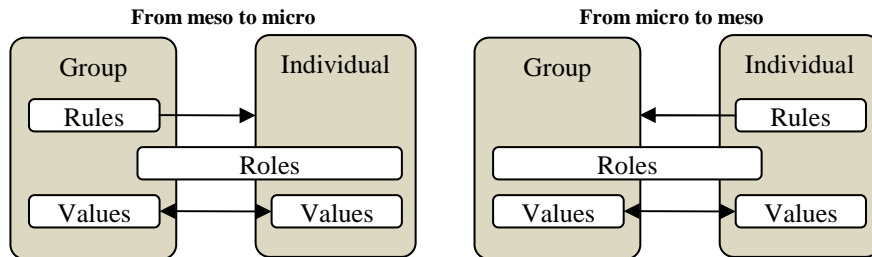 From meso to micro
Group
Individual
Rules
Roles
Values
Values
From micro to meso
Group
Individual
Rules
Roles
Values
Values